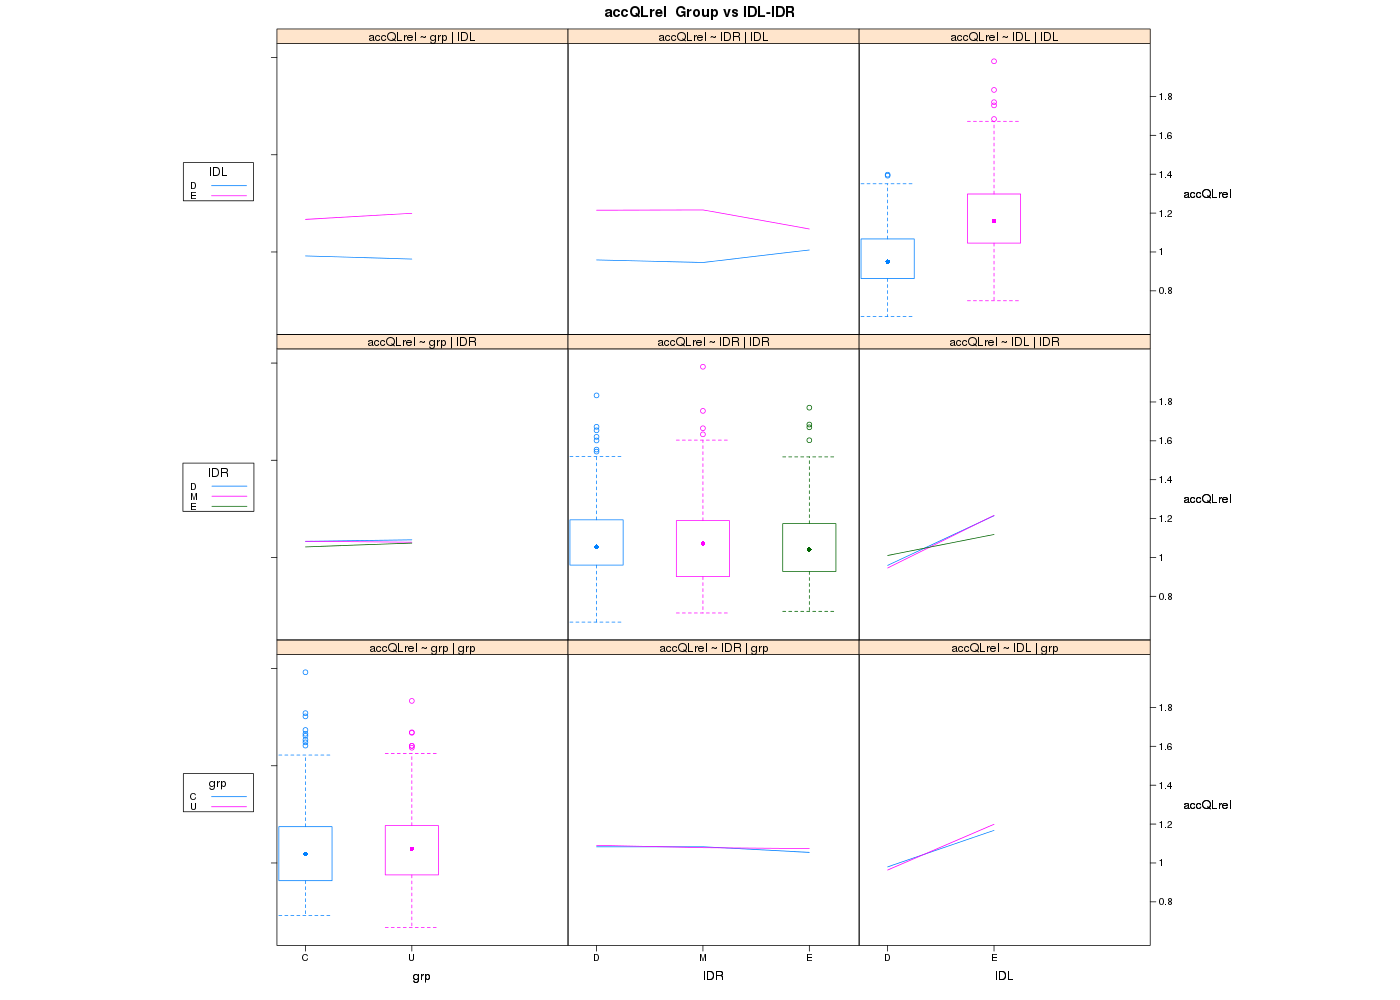 accQLrel  Group vs IDL-IDR
accQLrel ~ grp | IDL
accQLrel ~ IDR | IDL
accQLrel ~ IDL | IDL
IDL
D
E
1.8
1.6
1.4
1.2
1
0.8
accQLrel
accQLrel ~ grp | IDR
accQLrel ~ IDR | IDR
accQLrel ~ IDL | IDR
IDR
D
M
E
1.8
1.6
1.4
1.2
1
0.8
accQLrel
accQLrel ~ grp | grp
accQLrel ~ IDR | grp
accQLrel ~ IDL | grp
grp
C
U
1.8
1.6
1.4
1.2
1
0.8
accQLrel
C U
D M E
D E
grp
IDR
IDL